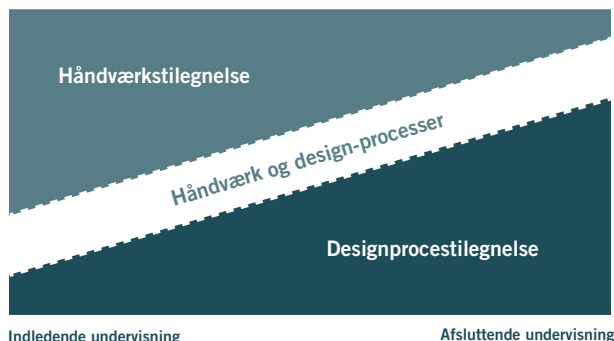 Håndværkstilegnelse
Håndværk og design-processer
Designprocestilegnelse
Indledende undervisning
Afsluttende undervisning